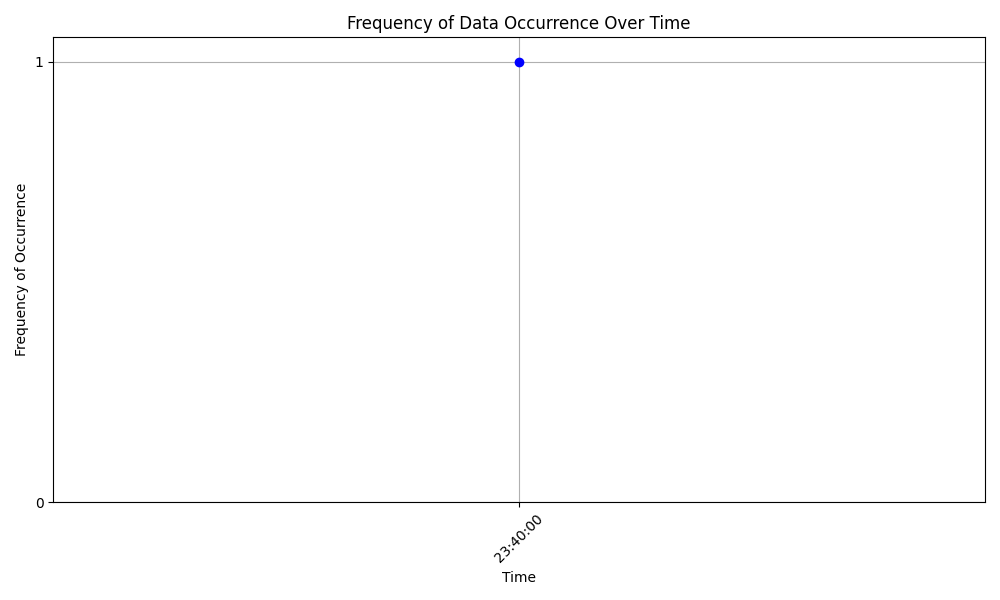 Frequency of Data Occurrence Over Time
Frequency of Occurrence
1
0
23:40:00
Time